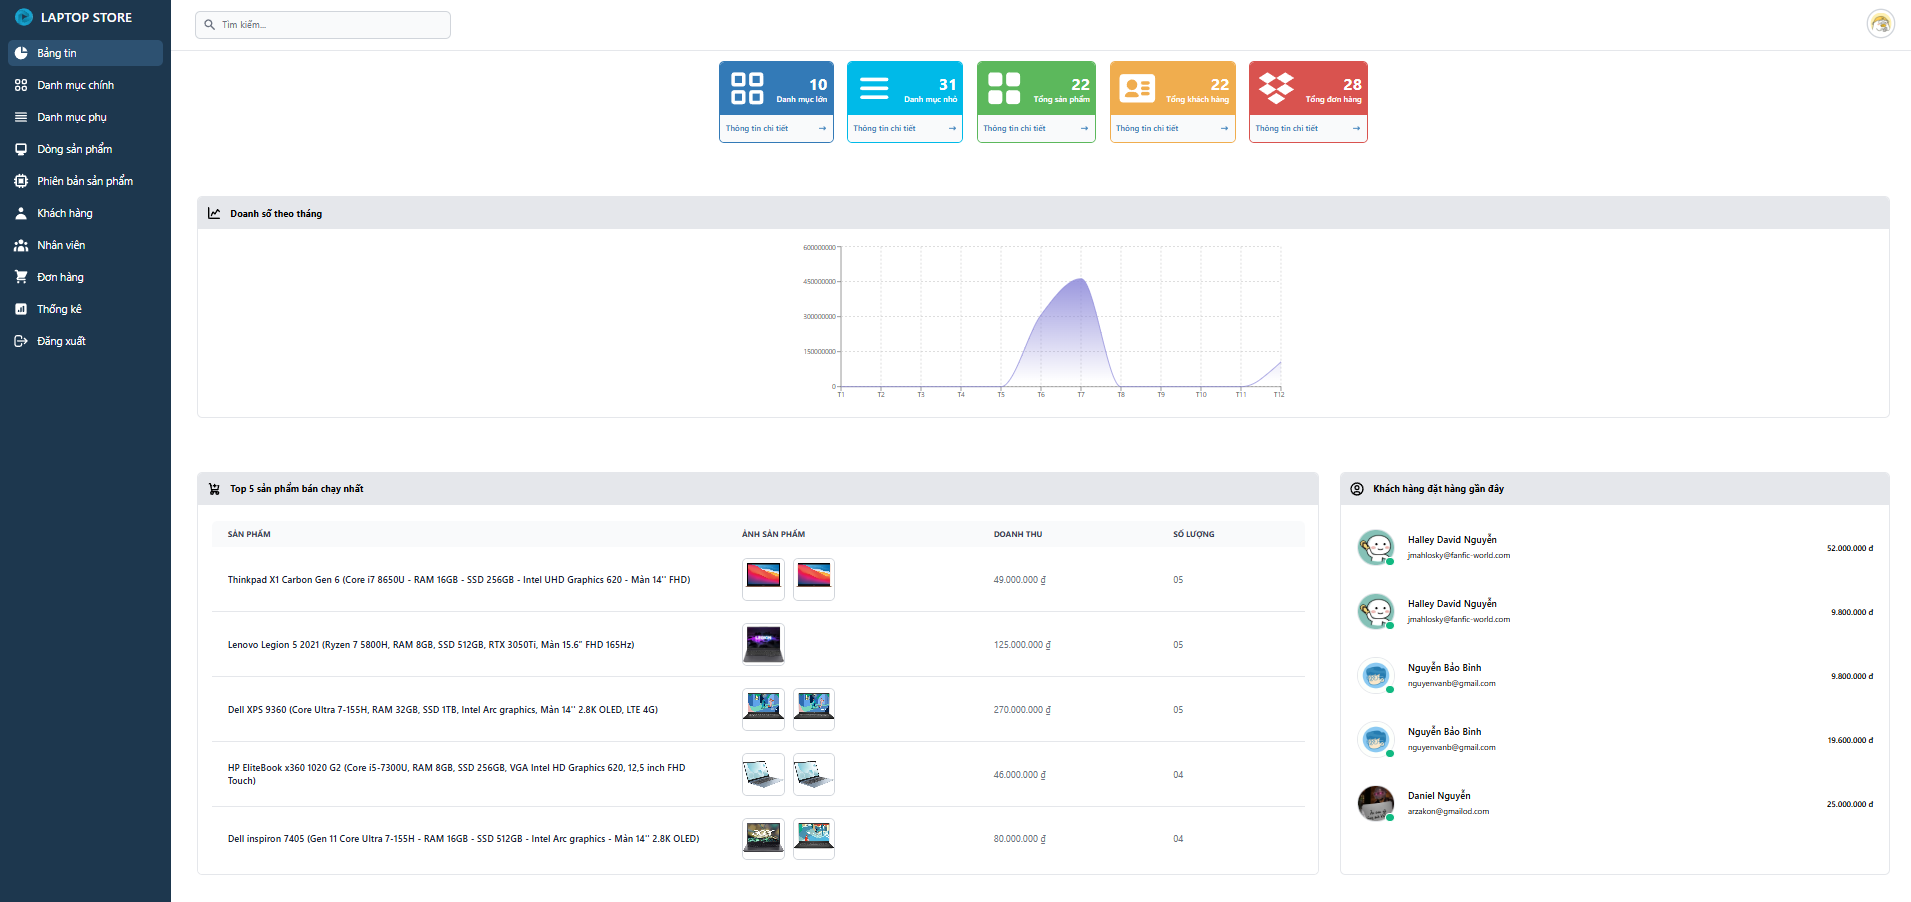 LAPTOP STORE
Bảng tin
Danh mục chính
Danh mục phụ
Dòng sản phẩm
Phiên bản sản phẩm
Khách hàng
Nhân viên
Đơn hàng
Thống kê
Đăng xuất
Tìm kiếm...
10
Danh mục lớn
Thông tin chi tiết
31
Danh mục nhỏ
Thông tin chi tiết
22
Tổng sản phẩm
Thông tin chi tiết
22
Tổng khách hàng
Thông tin chi tiết
28
Tổng đơn hàng
Thông tin chi tiết
Doanh số theo tháng
600000000
450000000
300000000
150000000
0
T1 T2 T3 T4 T5 T6 T7 T8 T9 T10 T11 T12
Top 5 sản phẩm bán chạy nhất
SẢN PHẨM ẢNH SẢN PHẨM DOANH THU SỐ LƯỢNG
Thinkpad X1 Carbon Gen 6 (Core i7 8650U - RAM 16GB - SSD 256GB - Intel UHD Graphics 620 - Màn 14'' FHD) 49.000.000 ₫ 05
Lenovo Legion 5 2021 (Ryzen 7 5800H, RAM 8GB, SSD 512GB, RTX 3050Ti, Màn 15.6” FHD 165Hz) 125.000.000 ₫ 05
Dell XPS 9360 (Core Ultra 7-155H, RAM 32GB, SSD 1TB, Intel Arc graphics, Màn 14'' 2.8K OLED, LTE 4G) 270.000.000 ₫ 05
HP EliteBook x360 1020 G2 (Core i5-7300U, RAM 8GB, SSD 256GB, VGA Intel HD Graphics 620, 12,5 inch FHD
Touch) 46.000.000 ₫ 04
Dell inspiron 7405 (Gen 11 Core Ultra 7-155H - RAM 16GB - SSD 512GB - Intel Arc graphics - Màn 14'' 2.8K OLED) 80.000.000 ₫ 04
Khách hàng đặt hàng gần đây
Halley David Nguyễn
jmahlosky@fanfic-world.com
52.000.000 đ
Halley David Nguyễn
jmahlosky@fanfic-world.com
9.800.000 đ
Nguyễn Bảo Bình
nguyenvanb@gmail.com
9.800.000 đ
Nguyễn Bảo Bình
nguyenvanb@gmail.com
19.600.000 đ
Daniel Nguyễn
arzakon@gmailod.com
25.000.000 đ